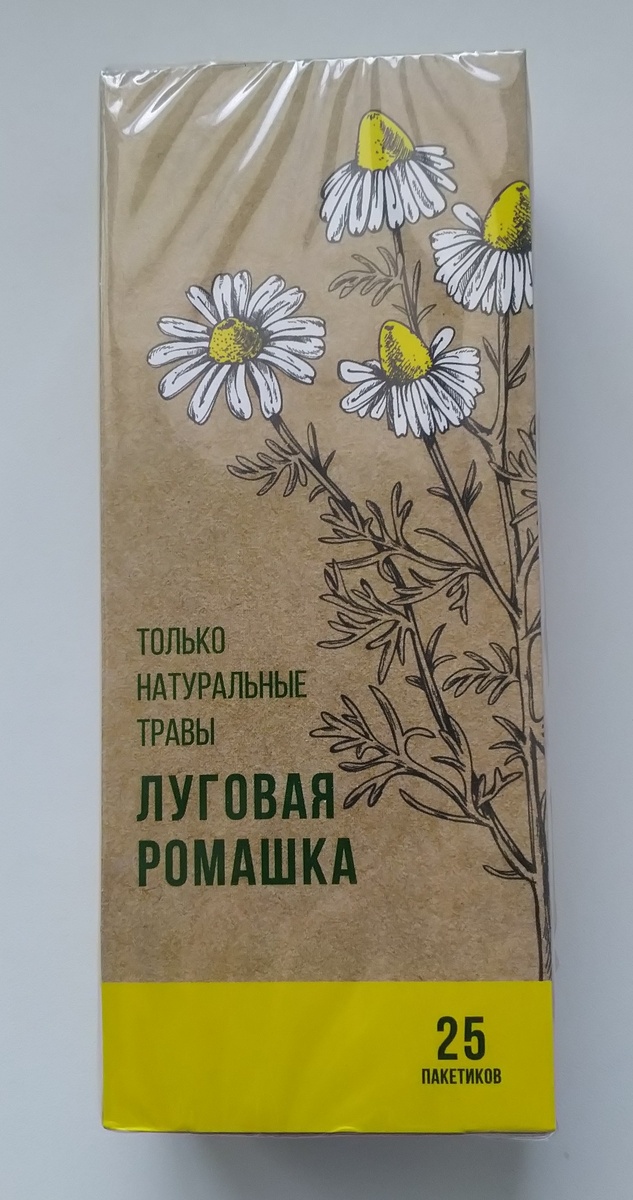 ТОЛЬКО
НАТУРАЛЬНЫЕ
ТРАВЫ
ЛУГОВАЯ
РОМАШКА
25
ПАКЕТИКОВ